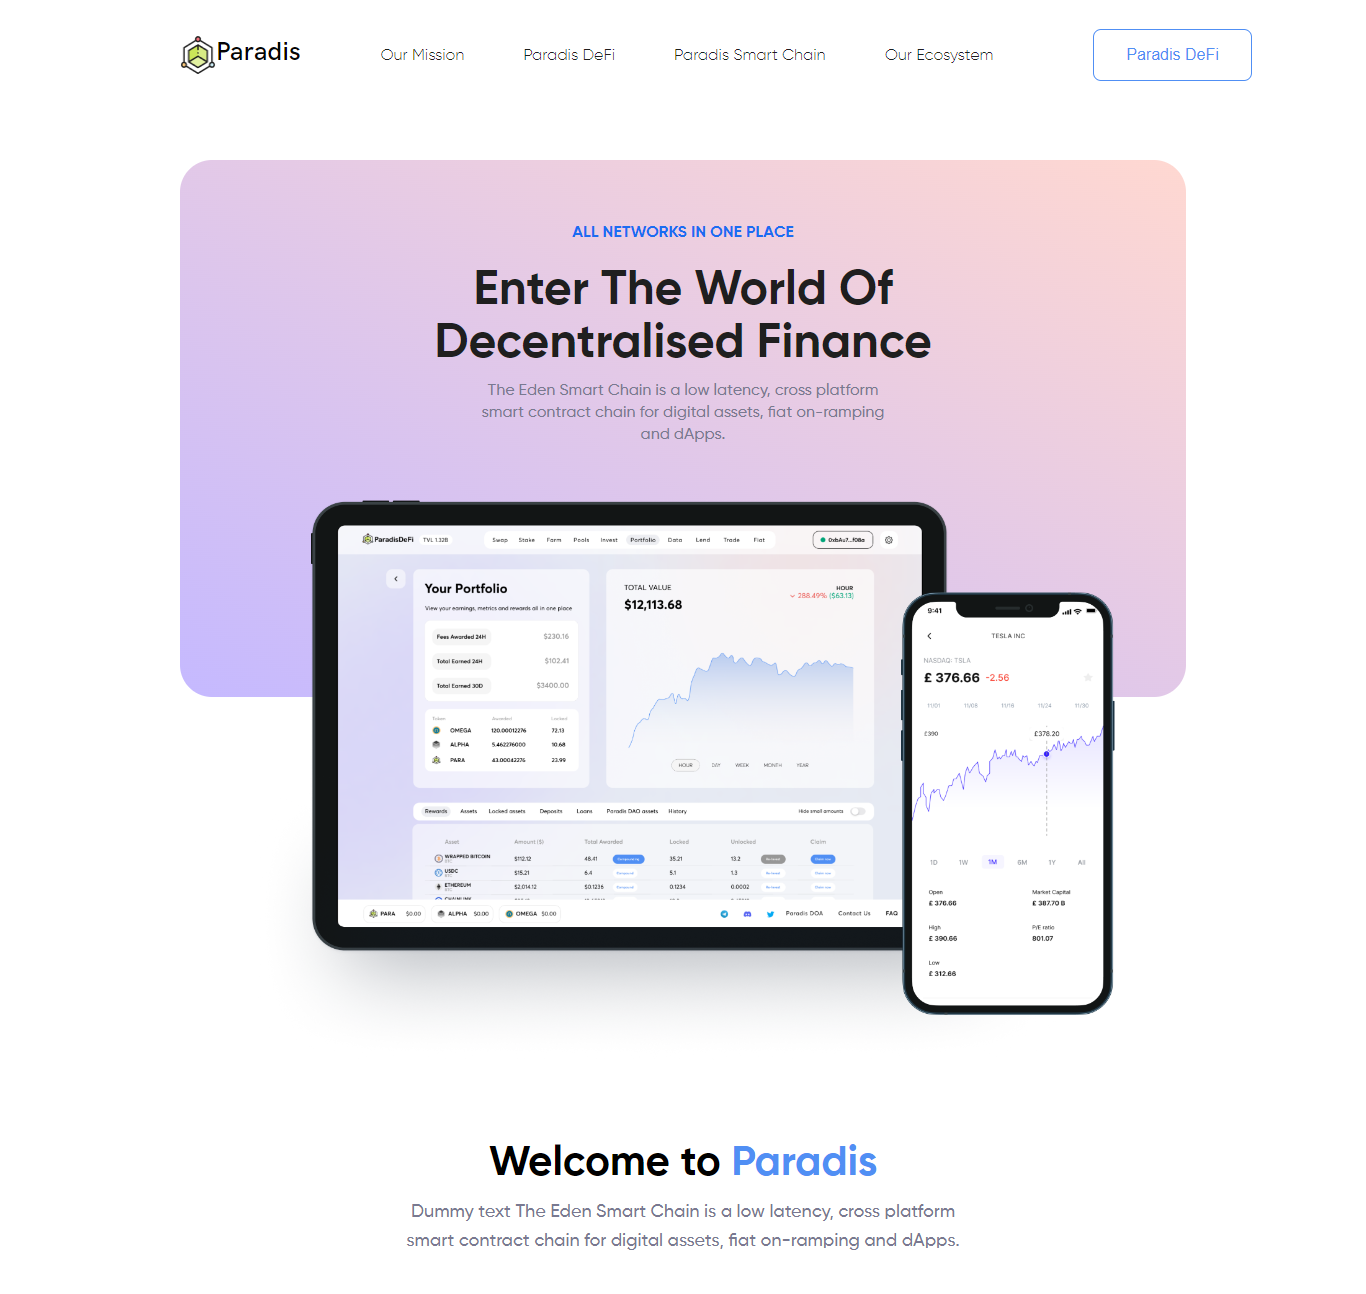 Paradis
Our Mission
Paradis DeFi
Paradis Smart Chain
Our Ecosystem
Paradis DeFi
ALL NETWORKS IN ONE PLACE
Enter The World Of
Decentralised Finance
The Eden Smart Chain is a low latency, cross platform
smart contract chain for digital assets, fiat on-ramping
and dApps.
ParadisDeFi TVL 1.32B Swap Stake Farm Pools Invest Portfolio Data Lend Trade Fiat
Your Portfolio
View your earnings, metrics and rewards all in one place
Fees Awarded 24H $230.16
Total Earned 24H $102.41
Total Earned 30D $3400.00
Token Awarded Locked
OMEGA 120.00012276 72.13
ALPHA 5.462276000 10.68
PARA 43.00042276 23.99
TOTAL VALUE
$12,113.68
HOUR
288.49% ($63.13)
HOUR DAY WEEK MONTH YEAR
Rewards Assets Locked assets Deposits Loans Paradis DAO assets History Hide small amounts
Asset Amount ($) Total Awarded Locked Unlocked Claim
WRAPPED BITCOIN $112.12 48.41 35.21 13.2
USDC $15.21 6.4 5.1 1.3
ETHEREUM $2,014.12 $0.1236 0.1234 0.0002
PARA $0.00 ALPHA $0.00 OMEGA $0.00 Paradis DOA Contact Us FAQ
9:41
TESLA INC
NASDAQ: TSLA
£ 376.66 -2.56
11/01 11/08 11/16 11/24 11/30
£390 £378.20
1D 1W 1M 6M 1Y All
Open Market Capital
£ 376.66 £ 387.70 B
High P/E ratio
£ 390.66 801.07
Low
£ 312.66
Welcome to Paradis
Dummy text The Eden Smart Chain is a low latency, cross platform
smart contract chain for digital assets, fiat on-ramping and dApps.